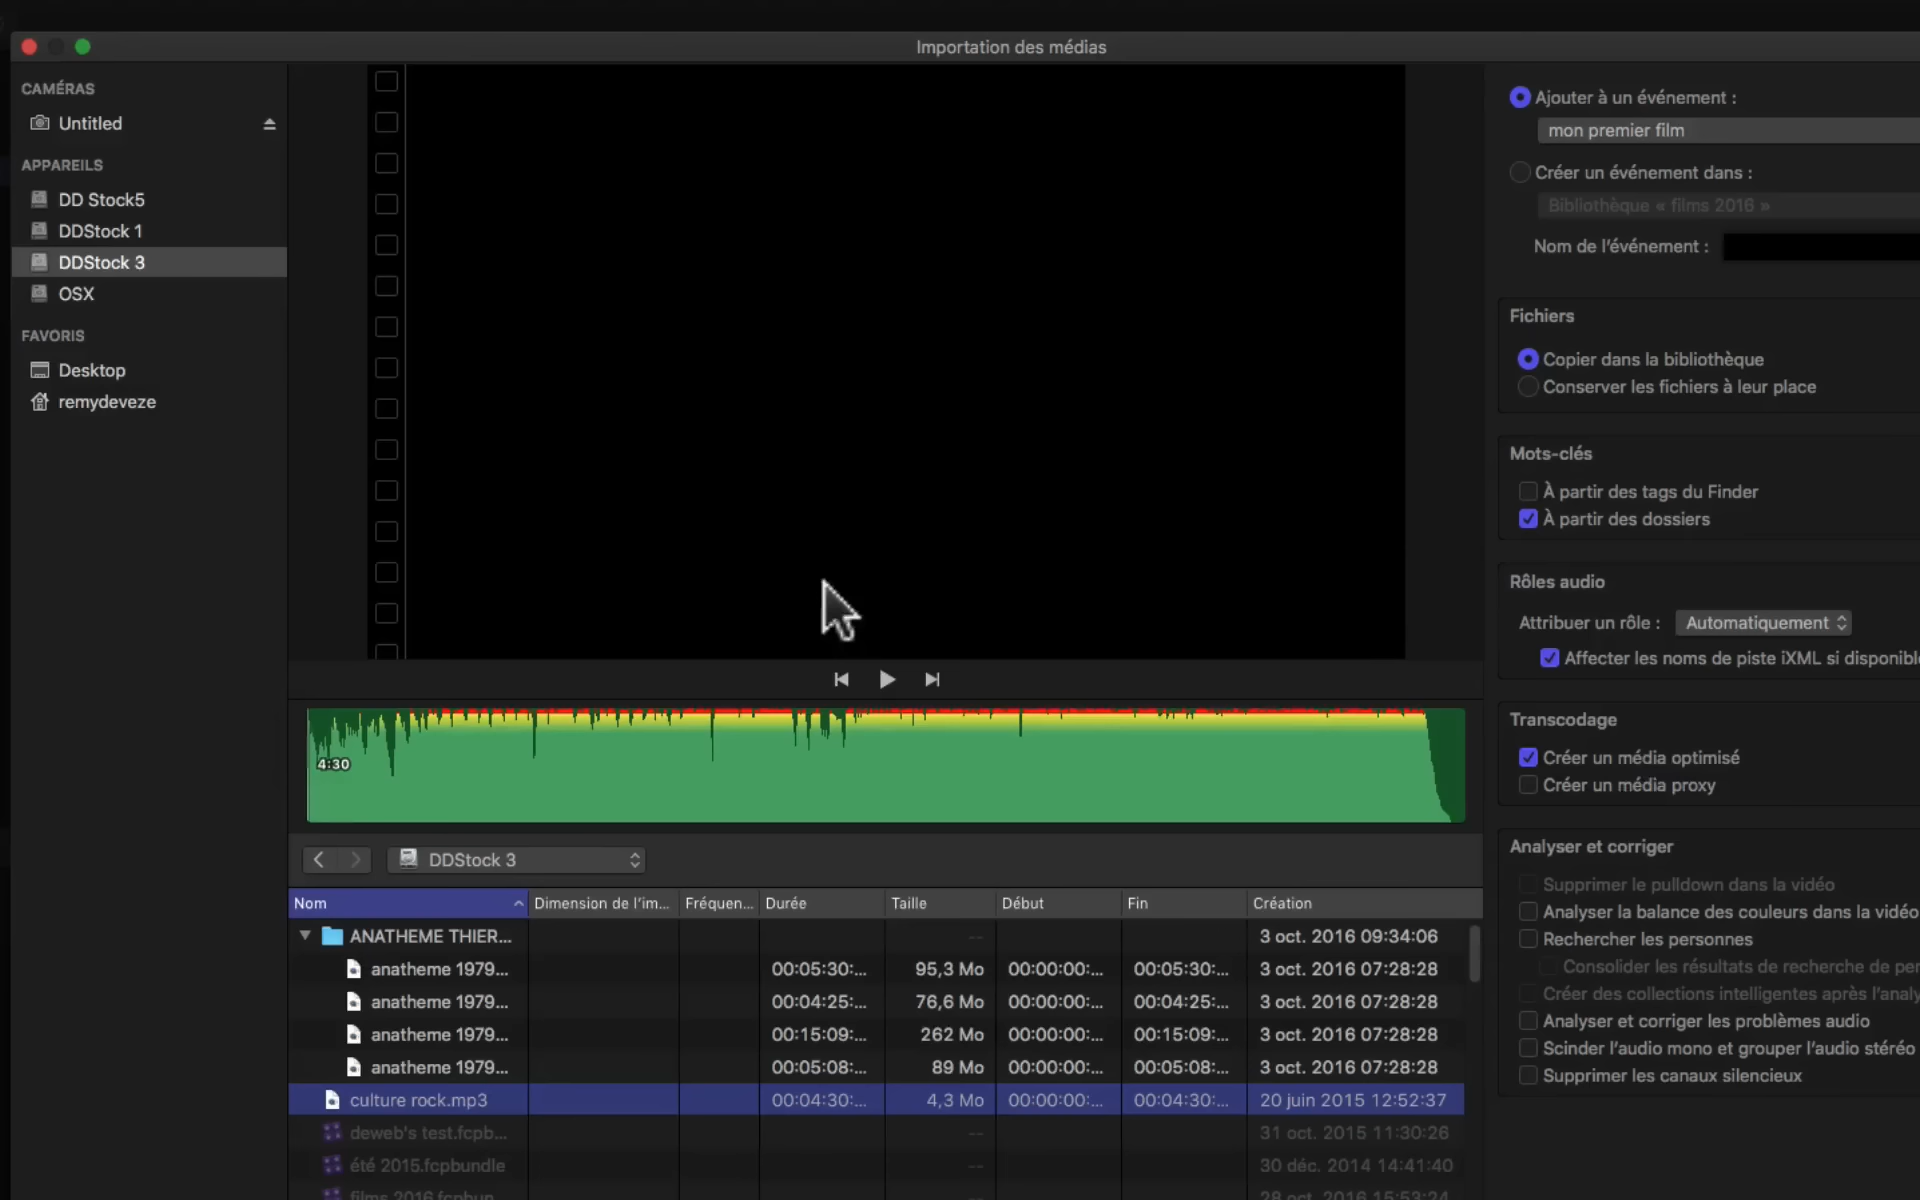 Importation des médias
CAMÉRAS
Untitled
APPAREILS
DD Stock5
DDStock 1
DDStock 3
OSX
FAVORIS
Desktop
remydeveze
4:30
DDStock 3
Nom Dimension de l'im... Fréquen... Durée Taille Début Fin Création
ANATHEME THIER... -- 3 oct. 2016 09:34:06
anatheme 1979... 00:05:30:... 95,3 Mo 00:00:00:... 00:05:30:... 3 oct. 2016 07:28:28
anatheme 1979... 00:04:25:... 76,6 Mo 00:00:00:... 00:04:25:... 3 oct. 2016 07:28:28
anatheme 1979... 00:15:09:... 262 Mo 00:00:00:... 00:15:09:... 3 oct. 2016 07:28:28
anatheme 1979... 00:05:08:... 89 Mo 00:00:00:... 00:05:08:... 3 oct. 2016 07:28:28
culture rock.mp3 00:04:30:... 4,3 Mo 00:00:00:... 00:04:30:... 20 juin 2015 12:52:37
deweb's test.fcpb... -- 31 oct. 2015 11:30:26
été 2015.fcpbundle -- 30 déc. 2014 14:41:40
films 2016.fcpbun... 28 oct. 2016 15:53:24
Ajouter à un événement :
mon premier film
Créer un événement dans :
Bibliothèque « films 2016 »
Nom de l'événement :
Fichiers
Copier dans la bibliothèque
Conserver les fichiers à leur place
Mots-clés
À partir des tags du Finder
À partir des dossiers
Rôles audio
Attribuer un rôle : Automatiquement
Affecter les noms de piste iXML si disponibl
Transcodage
Créer un média optimisé
Créer un média proxy
Analyser et corriger
Supprimer le pulldown dans la vidéo
Analyser la balance des couleurs dans la vidéo
Rechercher les personnes
Consolider les résultats de recherche de per
Créer des collections intelligentes après l'analy
Analyser et corriger les problèmes audio
Scinder l'audio mono et grouper l'audio stéréo
Supprimer les canaux silencieux